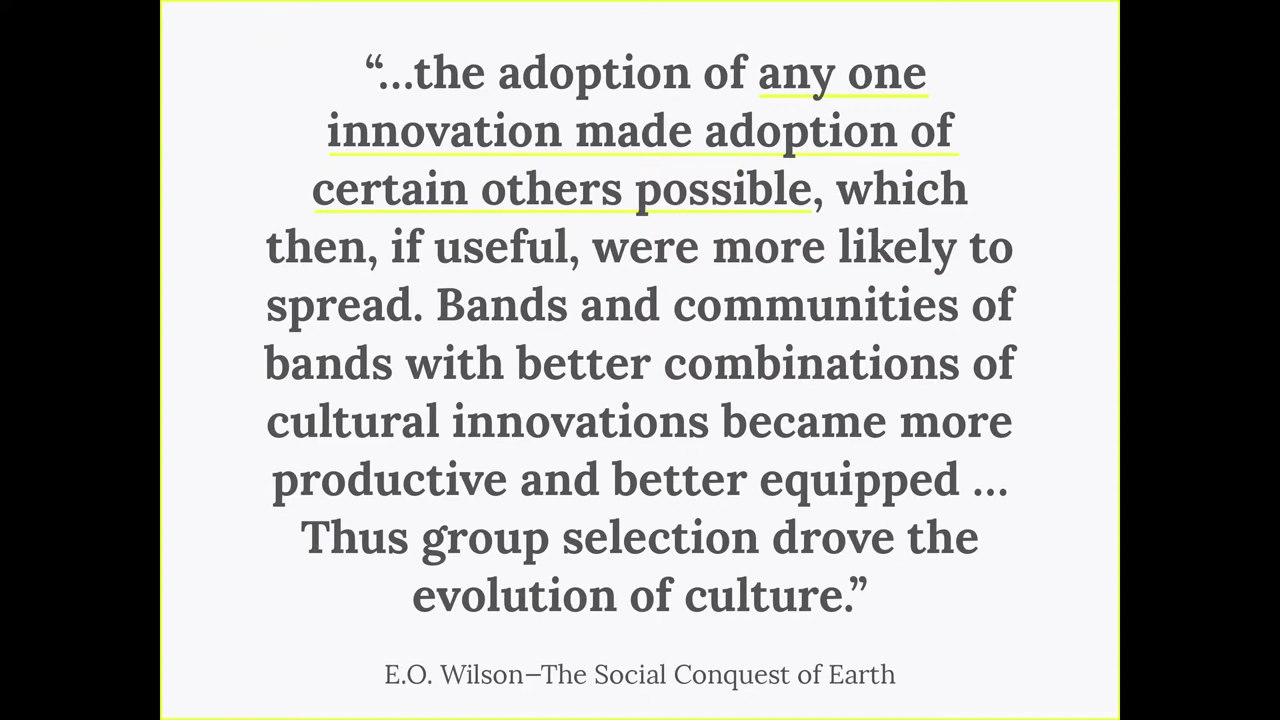 “…the adoption of any one
innovation made adoption of
certain others possible, which
then, if useful, were more likely to
spread. Bands and communities of
bands with better combinations of
cultural innovations became more
productive and better equipped …
Thus group selection drove the
evolution of culture.”
E.O. Wilson—The Social Conquest of Earth